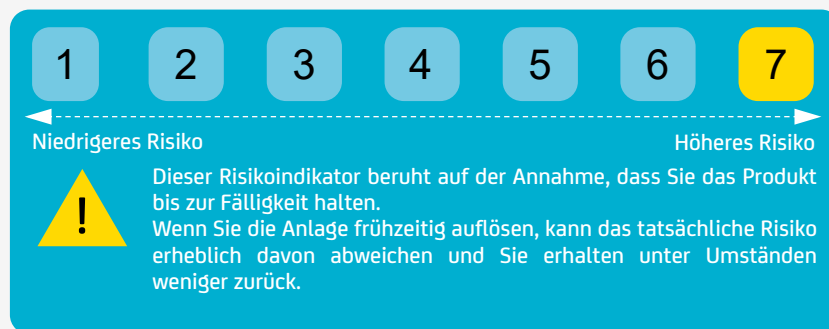 1 2 3 4 5 6 7
Niedrigeres Risiko Höheres Risiko
! Dieser Risikoindikator beruht auf der Annahme, dass Sie das Produkt
bis zur Fälligkeit halten.
Wenn Sie die Anlage frühzeitig auflösen, kann das tatsächliche Risiko
erheblich davon abweichen und Sie erhalten unter Umständen
weniger zurück.